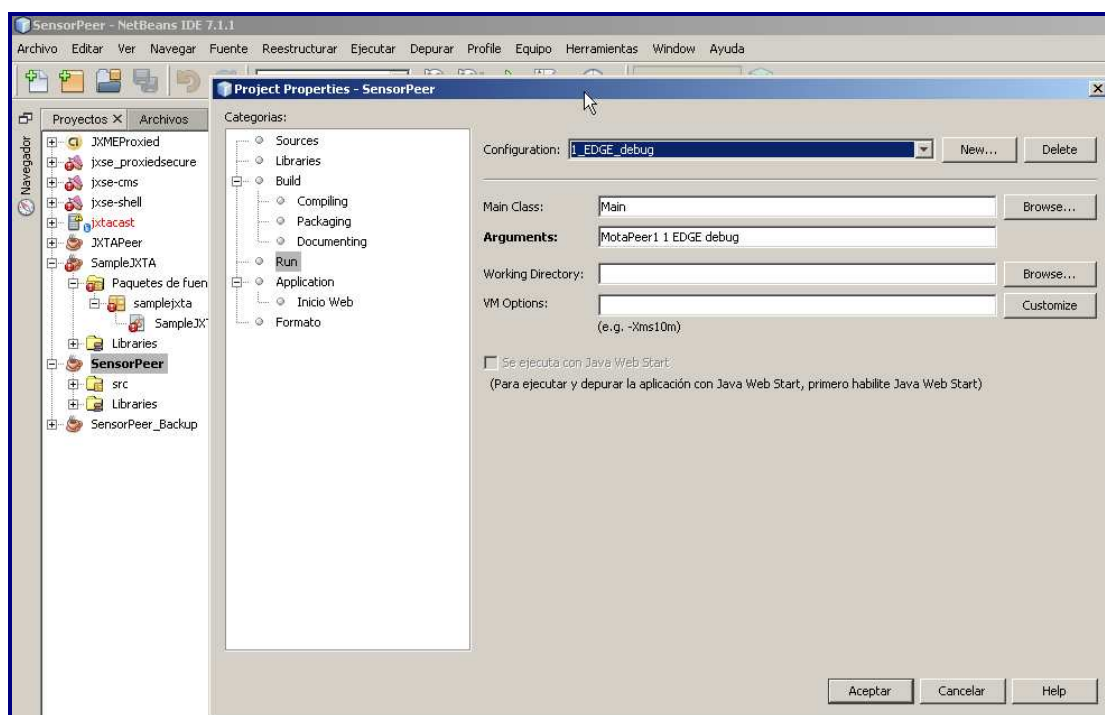 SensorPeer - NetBeans IDE 7.1.1
Archivo Editar Ver Navegar Fuente Reestructurar Ejecutar Depurar Profile Equipo Herramientas Window Ayuda
Navegador
Proyectos X Archivos
JXMEProxied
jxse_proxiedsecure
jxse-cms
jxse-shell
jxtacast
JXTAPeer
SampleJXTA
Paquetes de fuen
samplejxta
SampleJX
Libraries
SensorPeer
src
Libraries
SensorPeer_Backup
Project Properties - SensorPeer
Categorias:
Sources
Libraries
Build
Compiling
Packaging
Documenting
Run
Application
Inicio Web
Formato
Configuration: 1_EDGE_debug New... Delete
Main Class: Main Browse...
Arguments: MotaPeer1 1 EDGE debug
Working Directory: Browse...
VM Options: Customize
(e.g. -Xms10m)
Se ejecuta con Java Web Start
(Para ejecutar y depurar la aplicación con Java Web Start, primero habilite Java Web Start)
Aceptar Cancelar Help